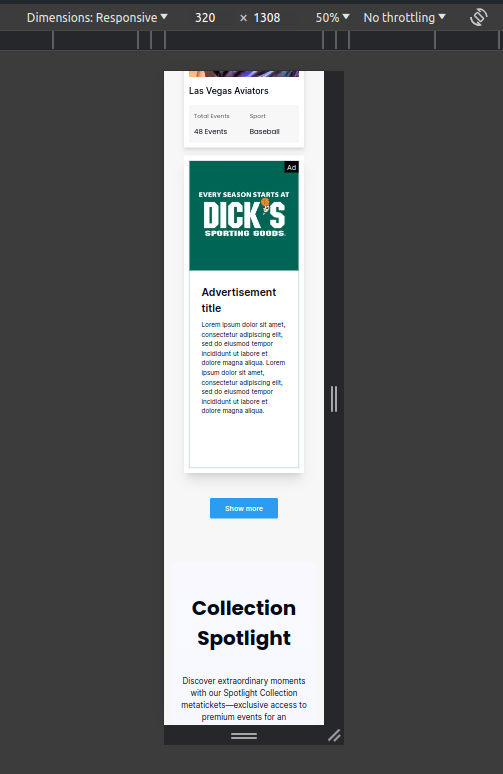 Dimensions: Responsive 320 × 1308 50% No throttling
Las Vegas Aviators
Total Events Sport
48 Events Baseball
Ad
EVERY SEASON STARTS AT
DICK'S
SPORTING GOODS
Advertisement
title
Lorem ipsum dolor sit amet,
consectetur adipiscing elit,
sed do eiusmod tempor
incididunt ut labore et
dolore magna aliqua. Lorem
ipsum dolor sit amet,
consectetur adipiscing elit,
sed do eiusmod tempor
incididunt ut labore et
dolore magna aliqua.
Show more
Collection
Spotlight
Discover extraordinary moments
with our Spotlight Collection
metatickets—exclusive access to
premium events for an